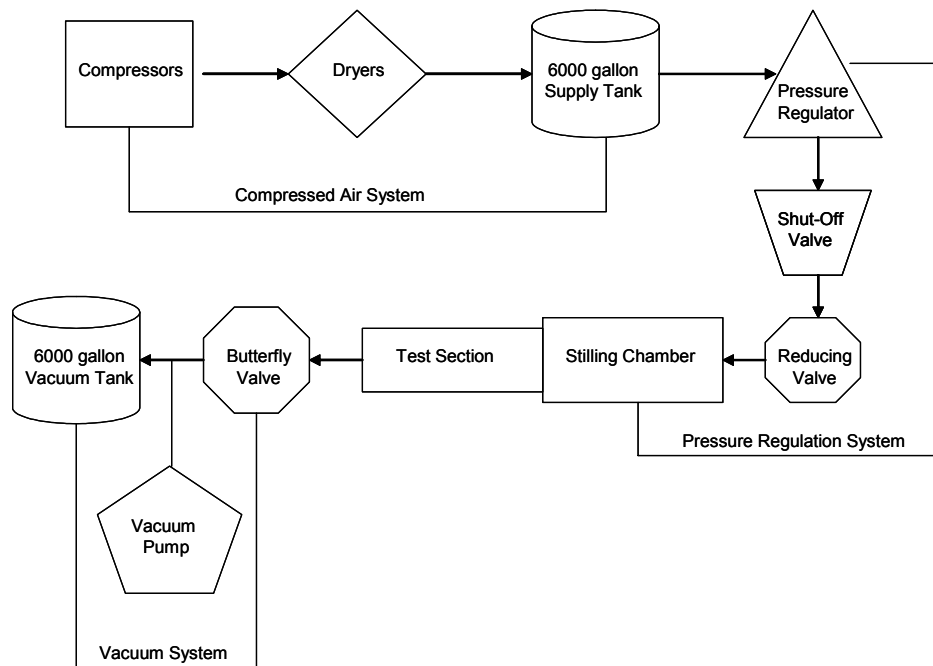 Compressors
Dryers
6000 gallon
Supply Tank
Pressure
Regulator
Compressed Air System
Shut-Off
Valve
6000 gallon
Vacuum Tank
Butterfly
Valve
Test Section
Stilling Chamber
Reducing
Valve
Pressure Regulation System
Vacuum
Pump
Vacuum System